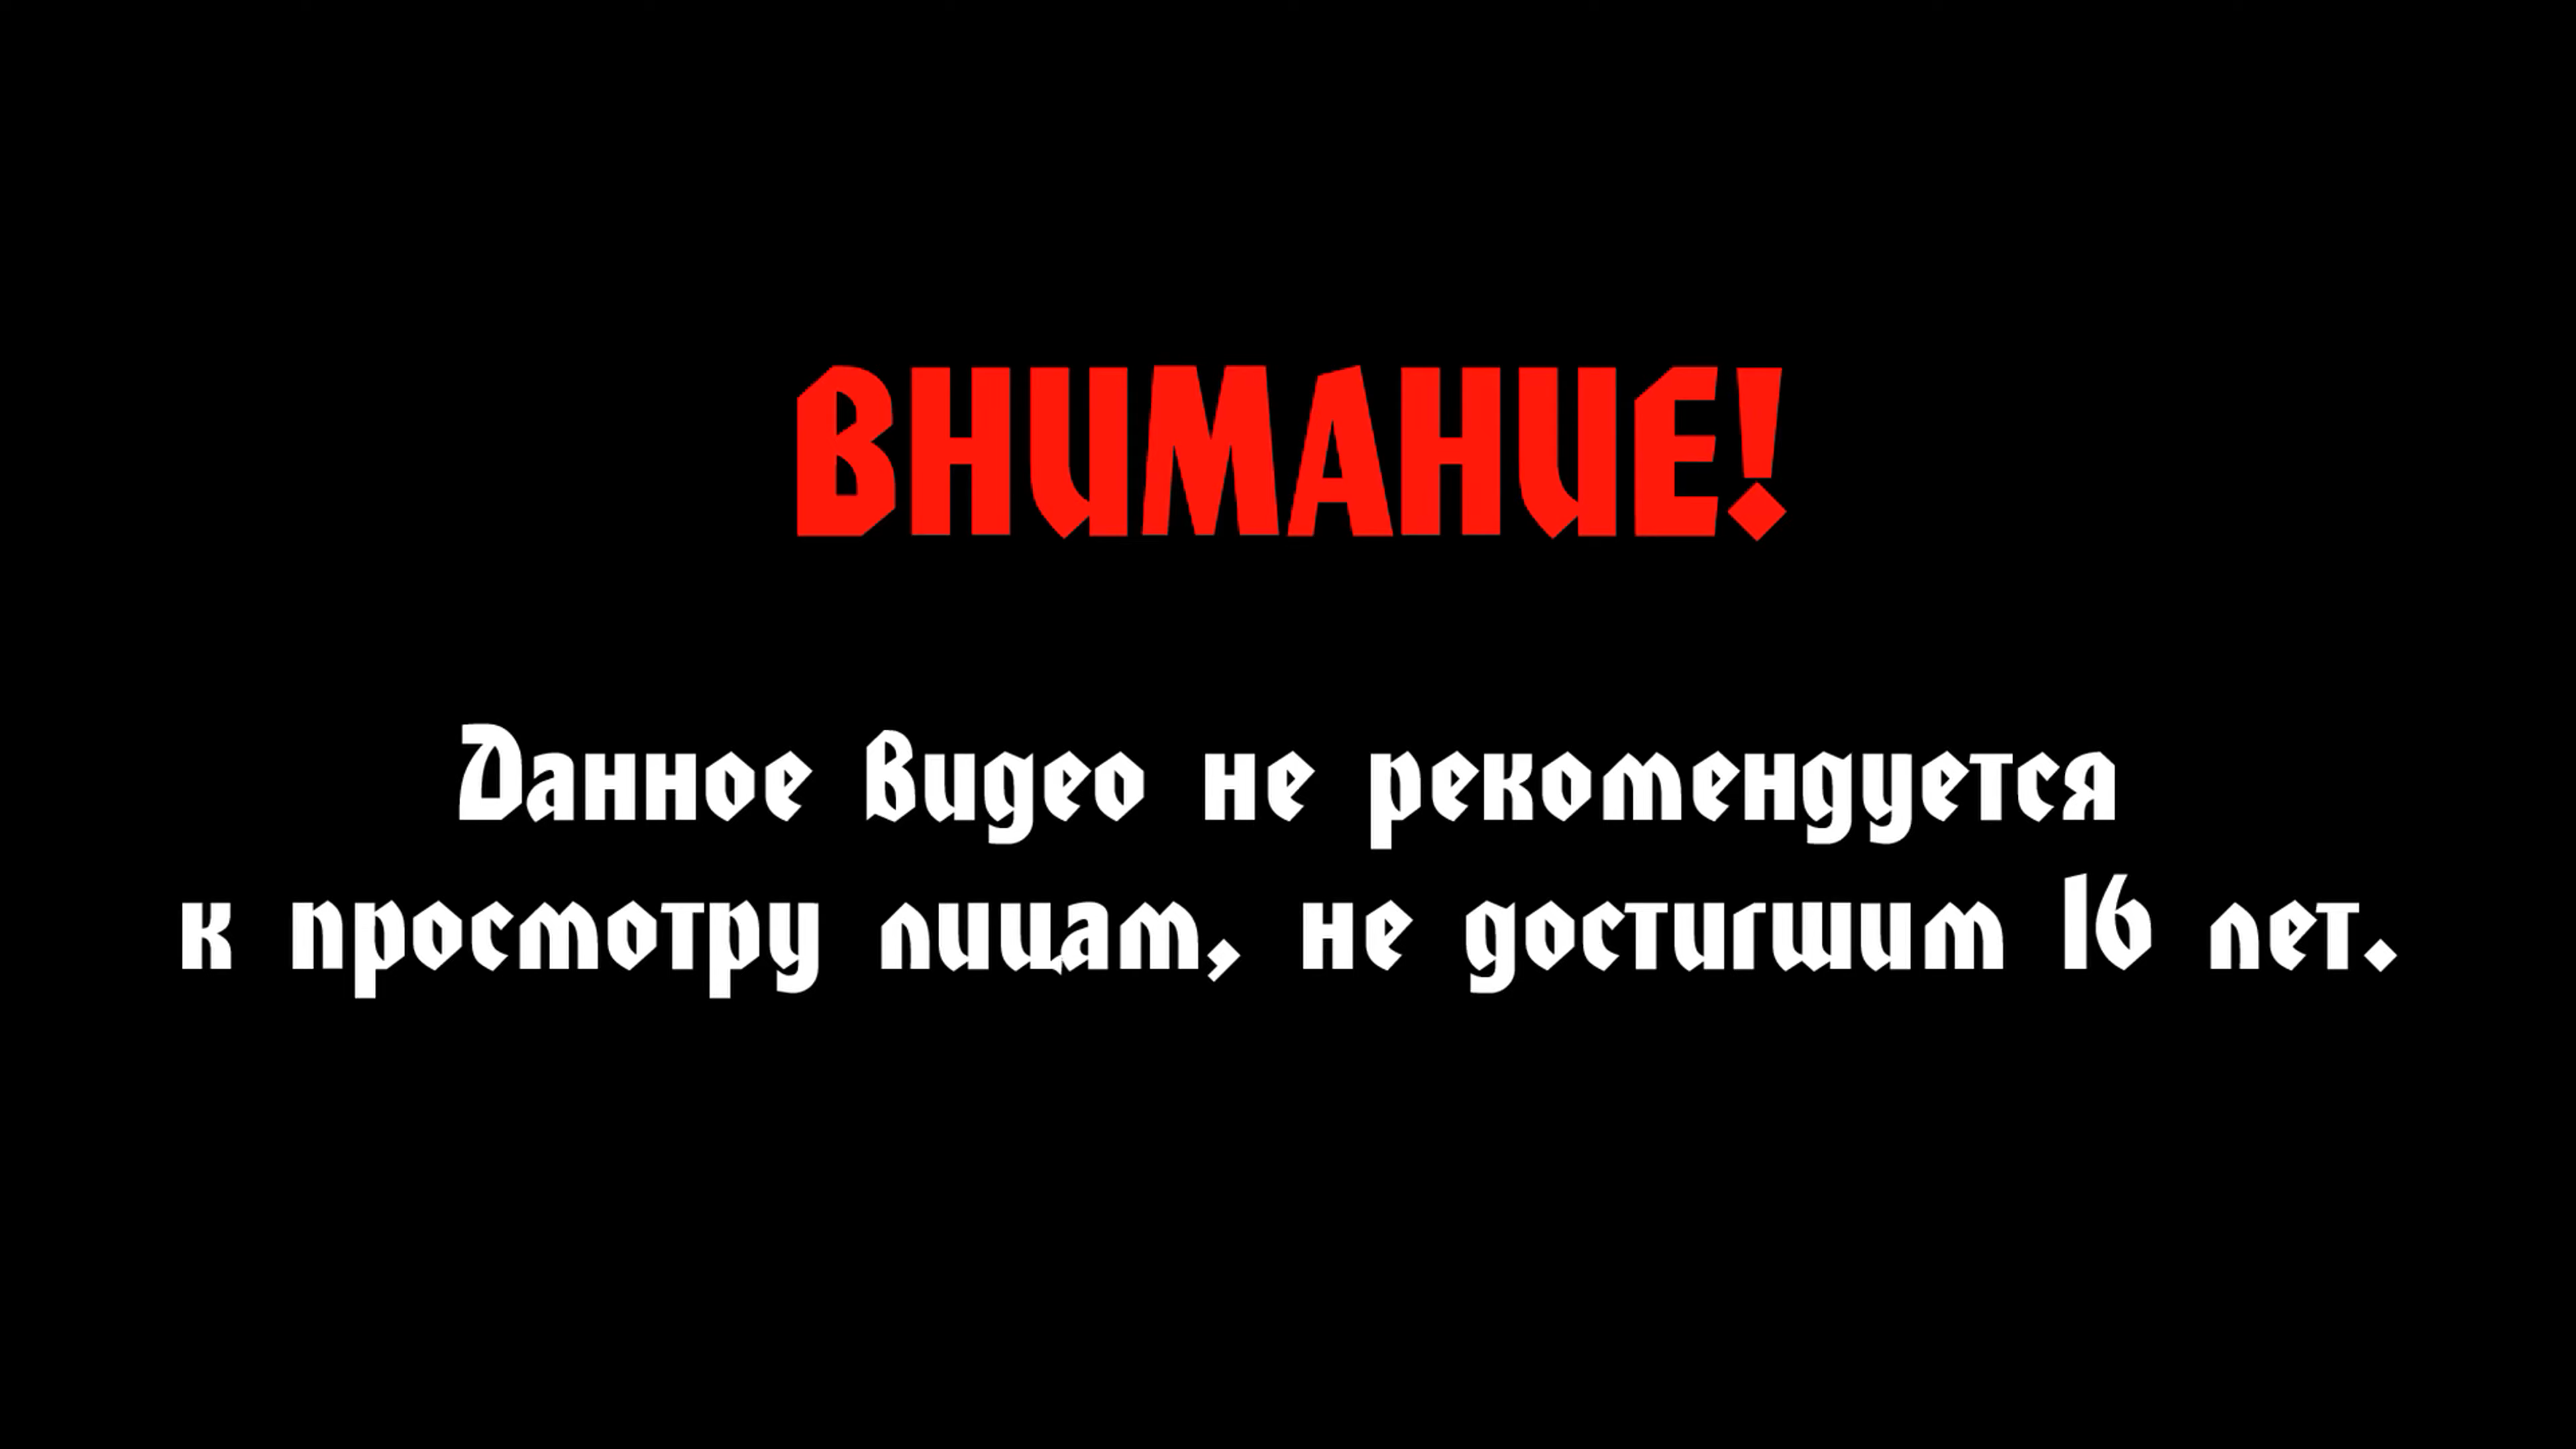 ВНИМАНИЕ!
Данное видео не рекомендуется
к просмотру лицам, не достигшим 16 лет.